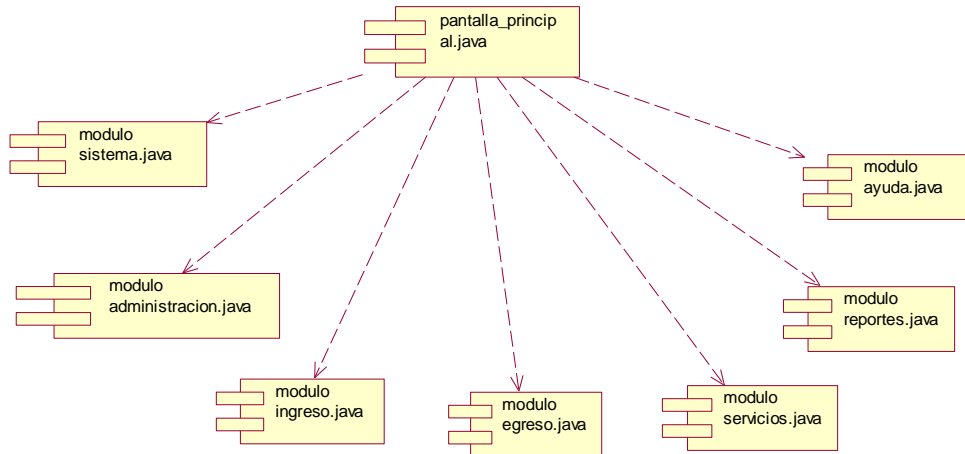 pantalla_princip
al.java
modulo
sistema.java
modulo
ayuda.java
modulo
administracion.java
modulo
reportes.java
modulo
ingreso.java
modulo
egreso.java
modulo
servicios.java